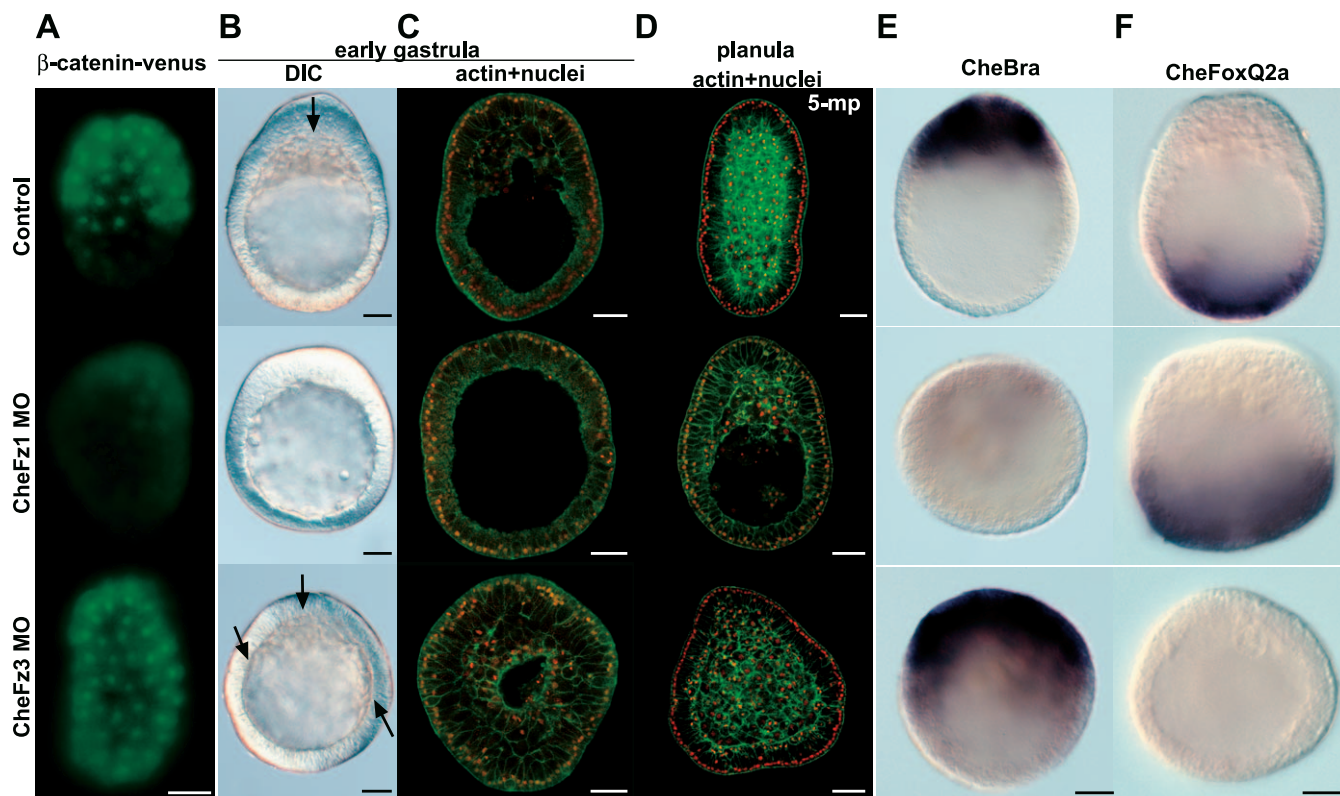 A B C D E F
β-catenin-venus
early gastrula
DIC
actin+nuclei
planula
actin+nuclei
5-mp
CheBra
CheFoxQ2a
Control
CheFz1 MO
CheFz3 MO